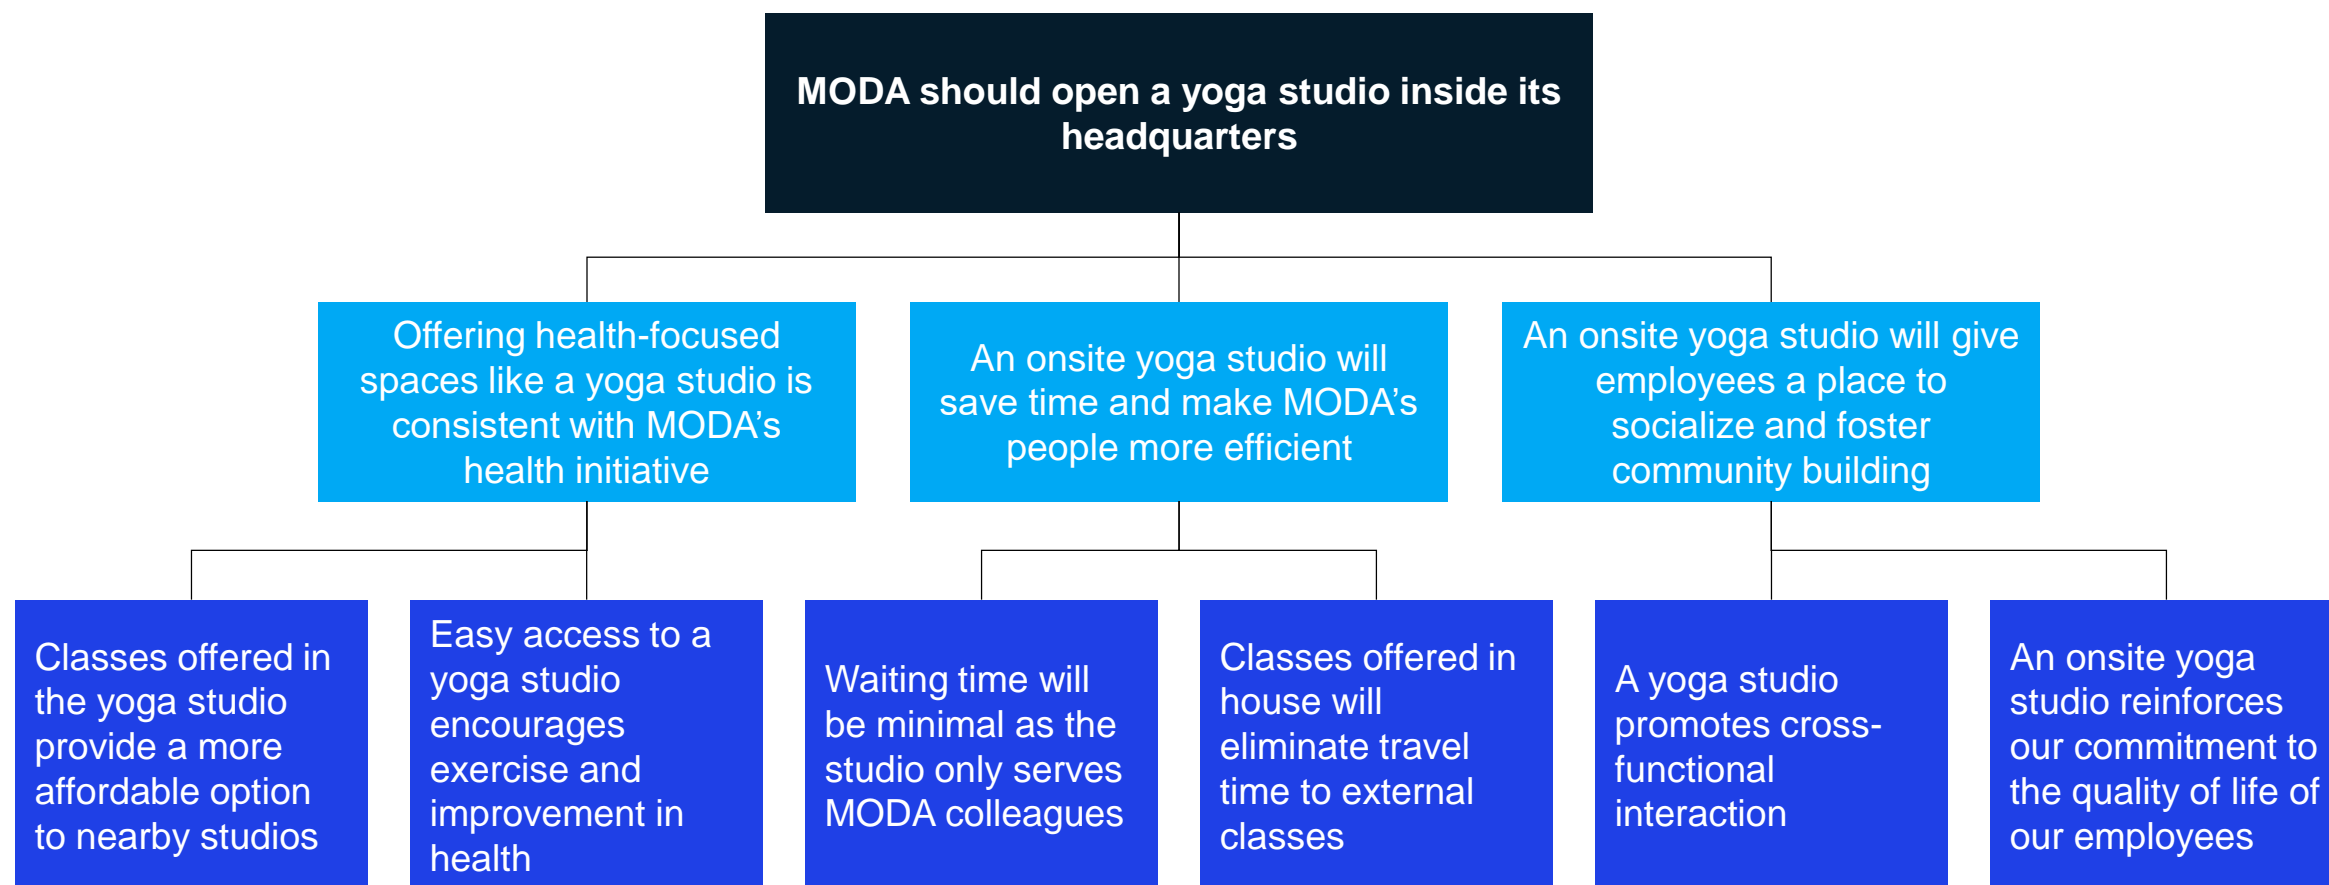 MODA should open a yoga studio inside its
headquarters
Offering health-focused
spaces like a yoga studio is
consistent with MODA’s
health initiative
An onsite yoga studio will
save time and make MODA’s
people more efficient
An onsite yoga studio will give
employees a place to
socialize and foster
community building
Classes offered in
the yoga studio
provide a more
affordable option
to nearby studios
Easy access to a
yoga studio
encourages
exercise and
improvement in
health
Waiting time will
be minimal as the
studio only serves
MODA colleagues
Classes offered in
house will
eliminate travel
time to external
classes
A yoga studio
promotes cross-
functional
interaction
An onsite yoga
studio reinforces
our commitment to
the quality of life of
our employees